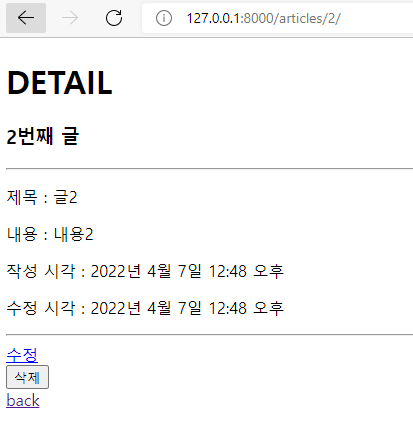 127.0.0.1:8000/articles/2/
DETAIL
2번째 글
제목 : 글2
내용 : 내용2
작성 시각 : 2022년 4월 7일 12:48 오후
수정 시각 : 2022년 4월 7일 12:48 오후
수정
삭제
back